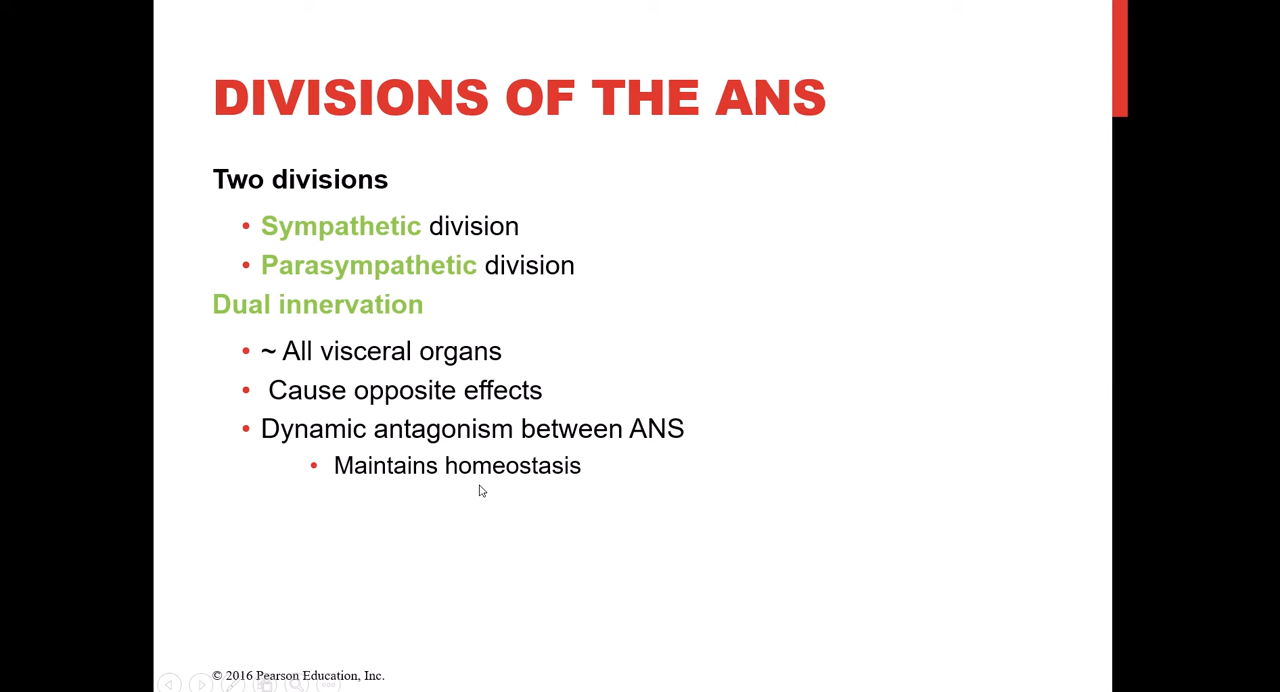 DIVISIONS OF THE ANS
Two divisions
• Sympathetic division
• Parasympathetic division
Dual innervation
• ~ All visceral organs
• Cause opposite effects
• Dynamic antagonism between ANS
• Maintains homeostasis
© 2016 Pearson Education, Inc.